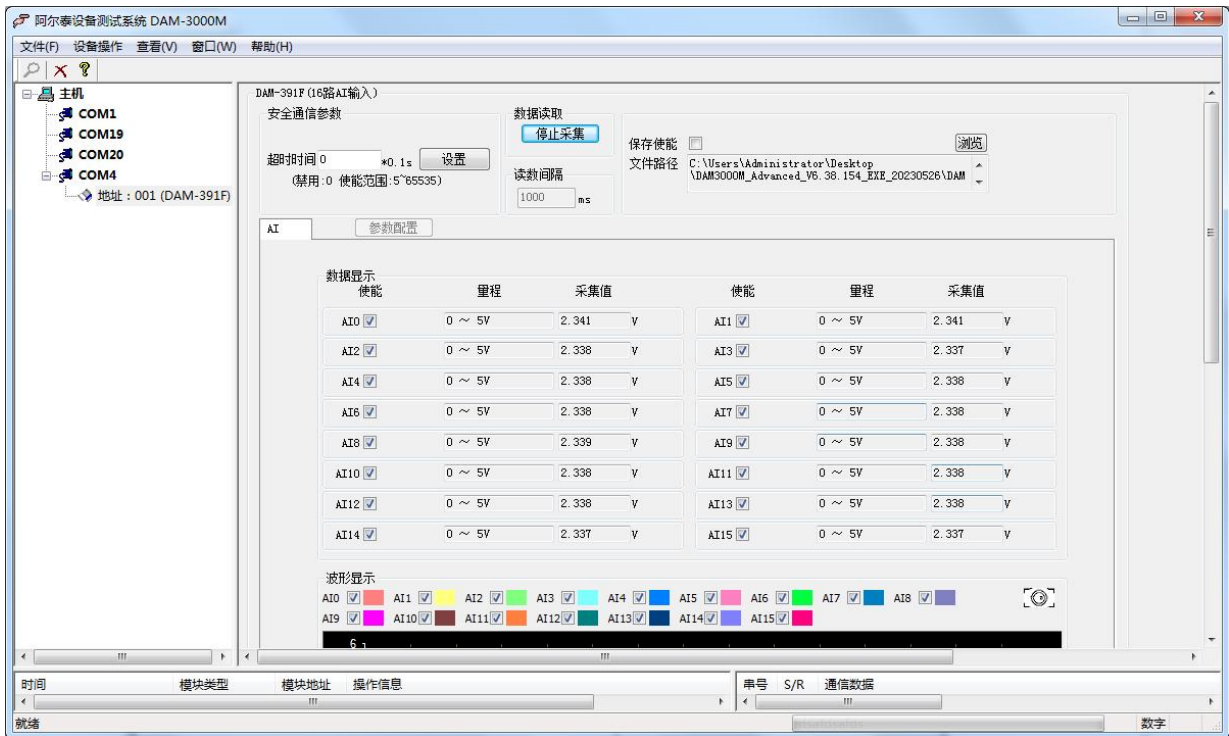 阿尔泰设备测试系统 DAM-3000M
文件(F) 设备操作 查看(V) 窗口(W) 帮助(H)
主机
COM1
COM19
COM20
COM4
地址：001 (DAM-391F)
DAM-391F(16路AI输入)
安全通信参数
超时时间 0 *0.1s 设置
(禁用:0 使能范围:5~65535)
数据读取
停止采集
读数间隔
1000 ms
保存使能 浏览
文件路径 C:\Users\Administrator\Desktop
\DAM3000M_Advanced_V6.38.154_EXE_20230526\DAM
AI 参数配置
数据显示
使能 量程 采集值 使能 量程 采集值
AI0 0 ～ 5V 2.341 V AI1 0 ～ 5V 2.341 V
AI2 0 ～ 5V 2.338 V AI3 0 ～ 5V 2.337 V
AI4 0 ～ 5V 2.338 V AI5 0 ～ 5V 2.338 V
AI6 0 ～ 5V 2.338 V AI7 0 ～ 5V 2.338 V
AI8 0 ～ 5V 2.339 V AI9 0 ～ 5V 2.338 V
AI10 0 ～ 5V 2.338 V AI11 0 ～ 5V 2.338 V
AI12 0 ～ 5V 2.338 V AI13 0 ～ 5V 2.338 V
AI14 0 ～ 5V 2.337 V AI15 0 ～ 5V 2.337 V
波形显示
AI0 AI1 AI2 AI3 AI4 AI5 AI6 AI7 AI8
AI9 AI10 AI11 AI12 AI13 AI14 AI15
6
时间 模块类型 模块地址 操作信息 串号 S/R 通信数据
就绪 数字